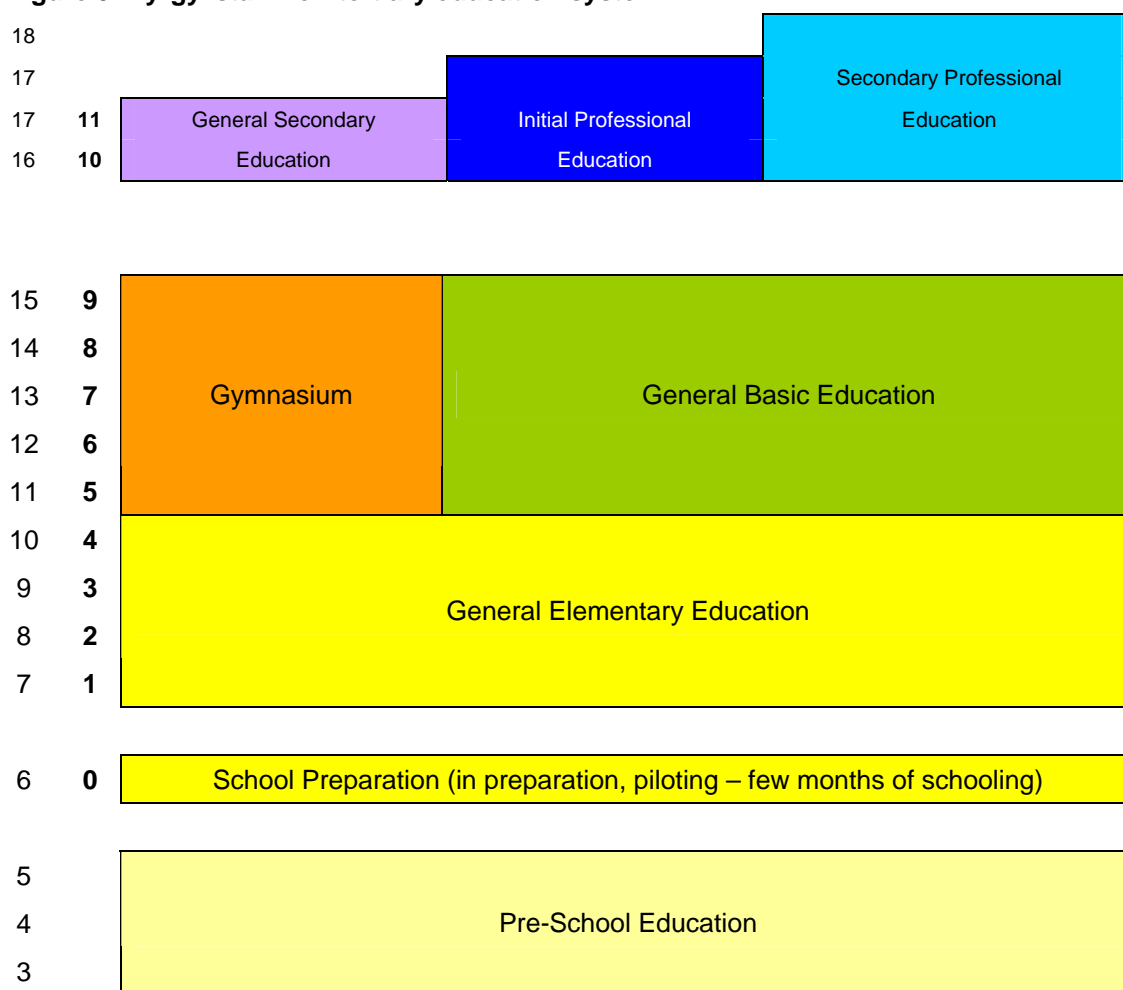 18
17 Secondary Professional
17 11 General Secondary Initial Professional Education
16 10 Education Education
15 9
14 8
13 7 Gymnasium General Basic Education
12 6
11 5
10 4
9 3
General Elementary Education
8 2
7 1
6 0 School Preparation (in preparation, piloting – few months of schooling)
5
4 Pre-School Education
3